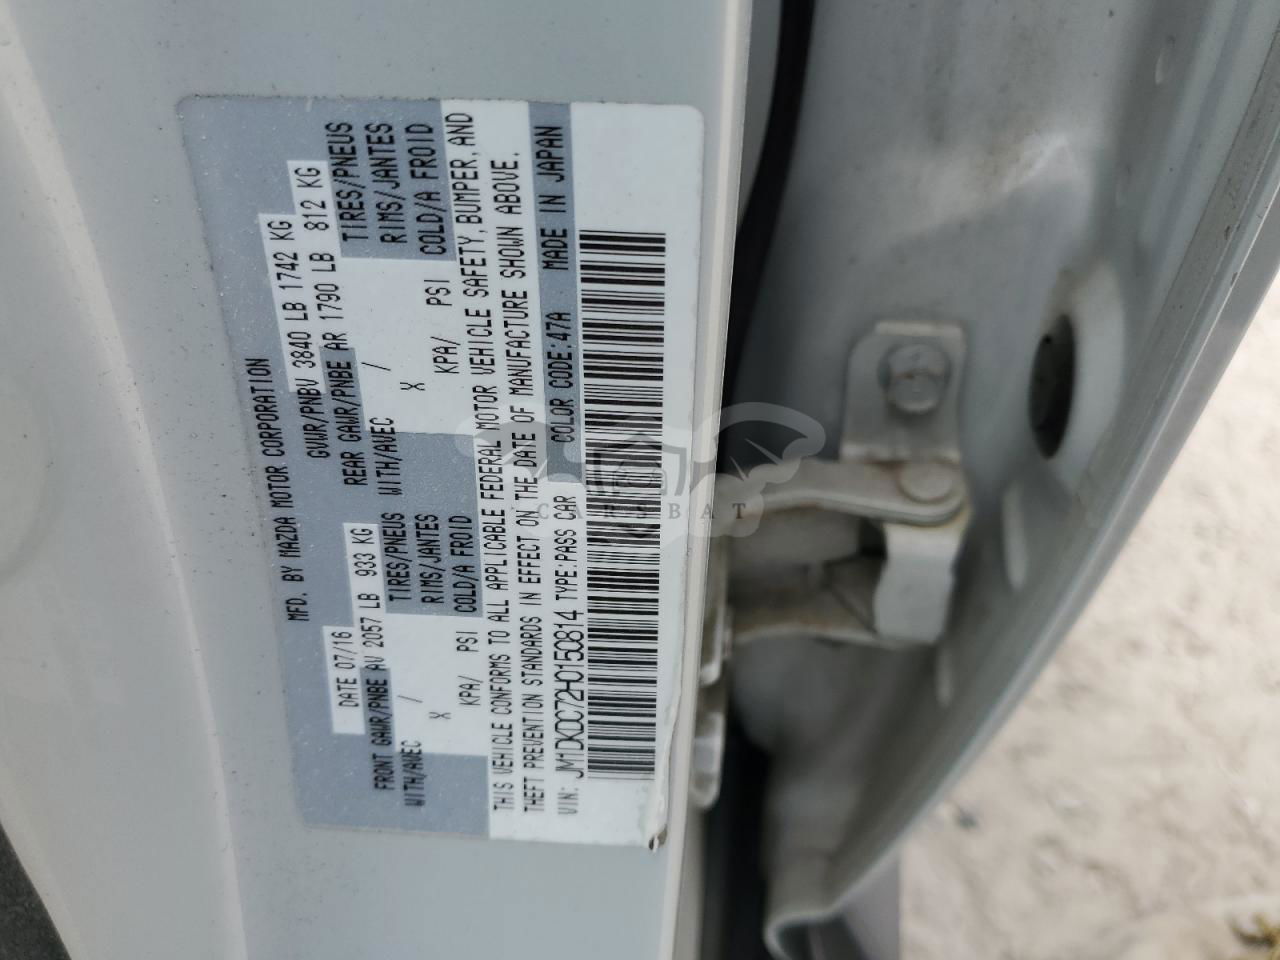 MFD. BY MAZDA MOTOR CORPORATION
DATE 07/16
GVWR/PNBV 3840 LB 1742 KG
FRONT GAWR/PNBE AV 2057 LB 933 KG
REAR GAWR/PNBE AR 1790 LB 812 KG
WITH/AVEC / TIRES/PNEUS
X RIMS/JANTES
KPA/ PSI COLD/A FROID
WITH/AVEC / TIRES/PNEUS
X RIMS/JANTES
KPA/ PSI COLD/A FROID
THIS VEHICLE CONFORMS TO ALL APPLICABLE FEDERAL MOTOR VEHICLE SAFETY, BUMPER, AND
THEFT PREVENTION STANDARDS IN EFFECT ON THE DATE OF MANUFACTURE SHOWN ABOVE.
VIN: JM1DKDC72H0150814 TYPE:PASS CAR COLOR CODE:47A MADE IN JAPAN
CARSBAT